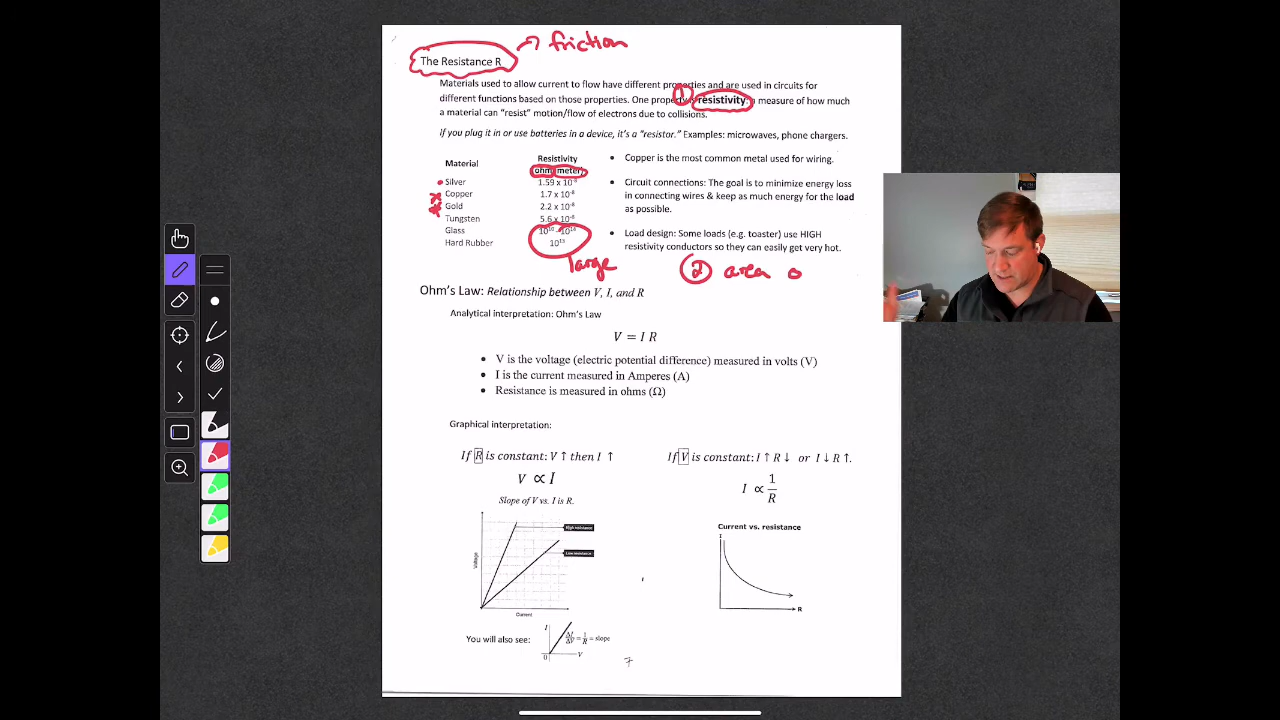 friction
The Resistance R
Materials used to allow current to flow have different properties and are used in circuits for
different functions based on those properties. One property is resistivity, a measure of how much
①
a material can "resist" motion/flow of electrons due to collisions.
If you plug it in or use batteries in a device, it's a "resistor." Examples: microwaves, phone chargers.
Material
Resistivity
(ohm meter)
Silver 1.59 x 10⁻⁸
Copper 1.7 x 10⁻⁸
Gold 2.2 x 10⁻⁸
Tungsten 5.6 x 10⁻⁸
Glass
Hard Rubber 10¹³
large
• Copper is the most common metal used for wiring.
• Circuit connections: The goal is to minimize energy loss
in connecting wires & keep as much energy for the load
as possible.
• Load design: Some loads (e.g. toaster) use HIGH
resistivity conductors so they can easily get very hot.
② area o
Ohm's Law: Relationship between V, I, and R
Analytical interpretation: Ohm's Law
V = I R
• V is the voltage (electric potential difference) measured in volts (V)
• I is the current measured in Amperes (A)
• Resistance is measured in ohms (Ω)
Graphical interpretation:
If R is constant: V ↑ then I ↑
V ∝ I
Slope of V vs. I is R.
High resistance
Low resistance
Voltage
Current
You will also see:
I
ΔI/ΔV = 1/R = slope
0
V
If V is constant: I ↑ R ↓ or I ↓ R ↑.
I ∝ 1/R
Current vs. resistance
I
R
7